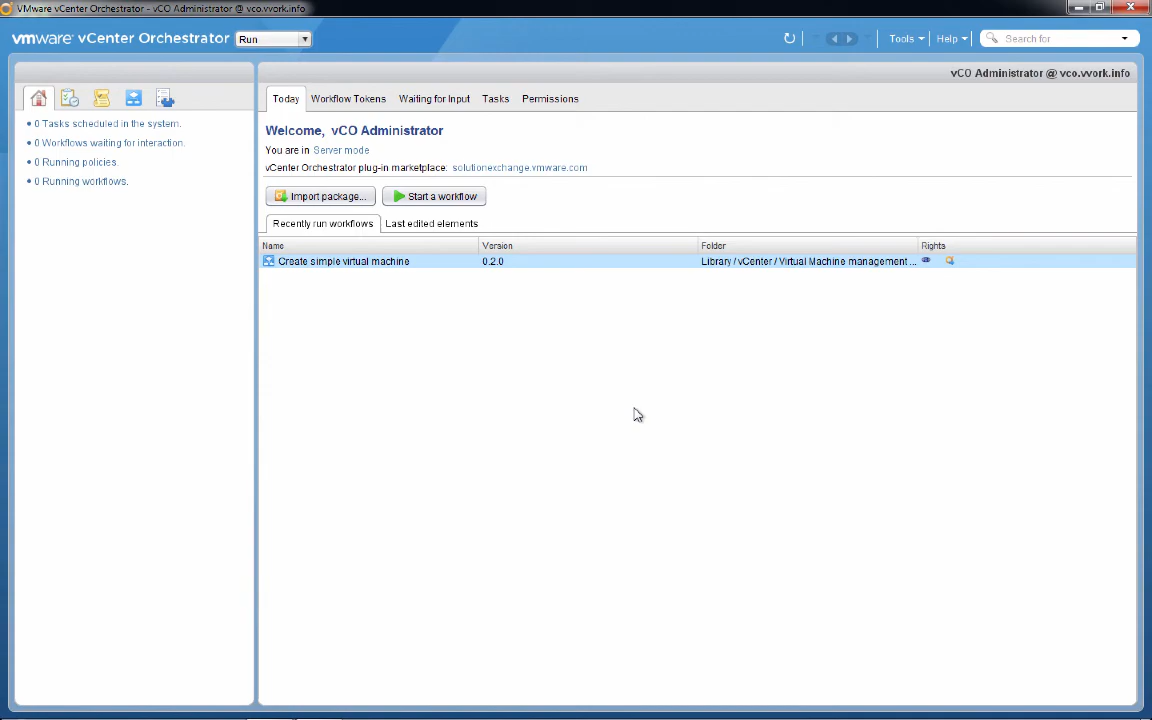 VMware vCenter Orchestrator - vCO Administrator @ vco.vvork.info
vmware vCenter Orchestrator Run Tools Help Search for
vCO Administrator @ vco.vvork.info
Today Workflow Tokens Waiting for Input Tasks Permissions
0 Tasks scheduled in the system.
0 Workflows waiting for interaction.
0 Running policies.
0 Running workflows.
Welcome, vCO Administrator
You are in Server mode
vCenter Orchestrator plug-in marketplace: solutionexchange.vmware.com
Import package... Start a workflow
Recently run workflows Last edited elements
Name Version Folder Rights
Create simple virtual machine 0.2.0 Library / vCenter / Virtual Machine management ...